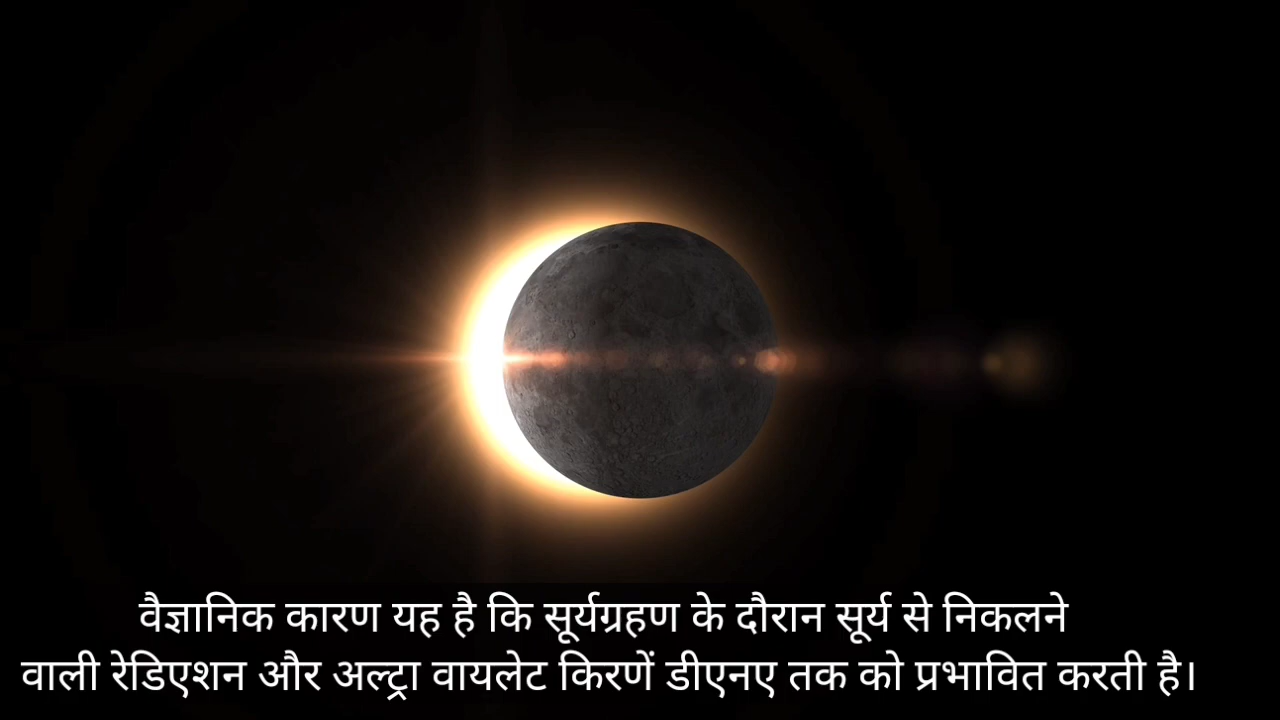 वैज्ञानिक कारण यह है कि सूर्यग्रहण के दौरान सूर्य से निकलने
वाली रेडिएशन और अल्ट्रा वायलेट किरणें डीएनए तक को प्रभावित करती है।